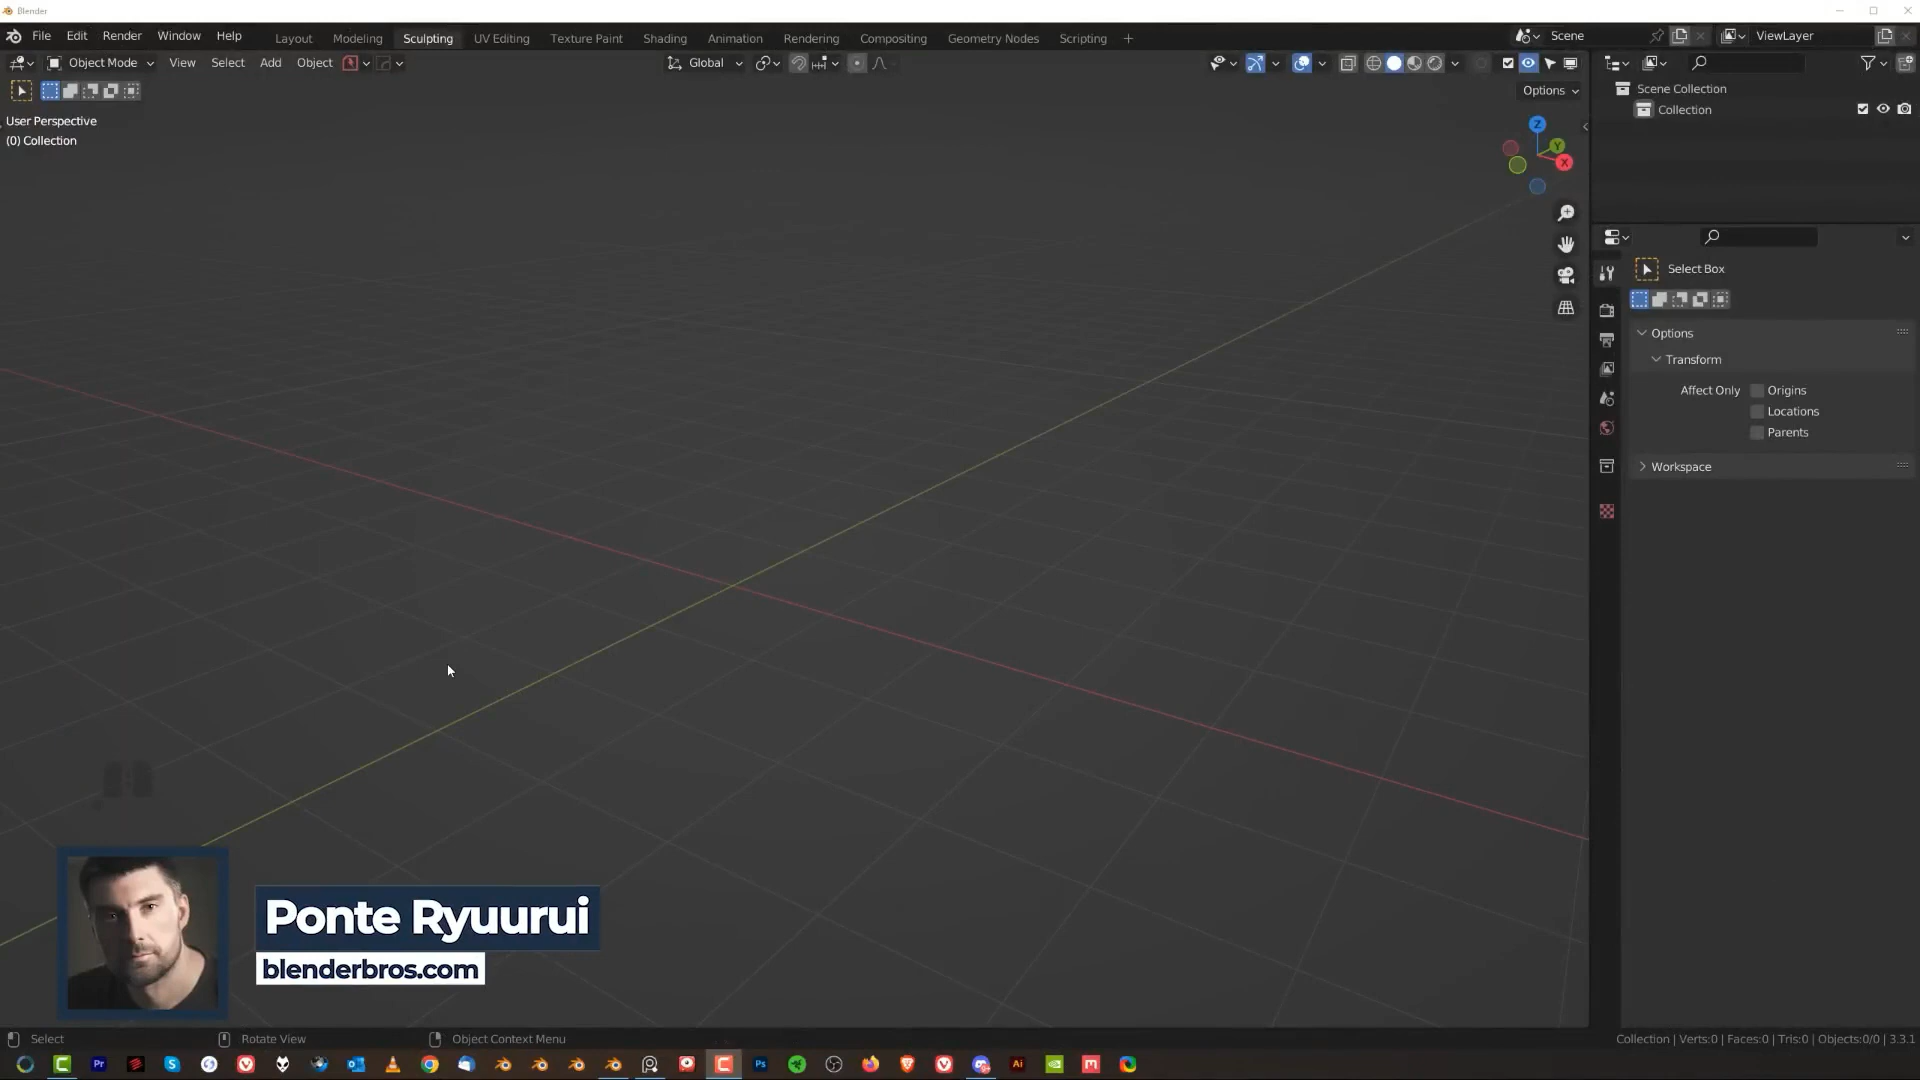 Blender
File Edit Render Window Help Layout Modeling Sculpting UV Editing Texture Paint Shading Animation Rendering Compositing Geometry Nodes Scripting + Scene ViewLayer
Object Mode View Select Add Object Global
Options
User Perspective
(0) Collection
Z
Y
X
Scene Collection
Collection
Select Box
Options
Transform
Affect Only Origins
Locations
Parents
Workspace
Ponte Ryuurui
blenderbros.com
Select Rotate View Object Context Menu Collection | Verts:0 | Faces:0 | Tris:0 | Objects:0/0 | 3.3.1
Pr Ps Ai